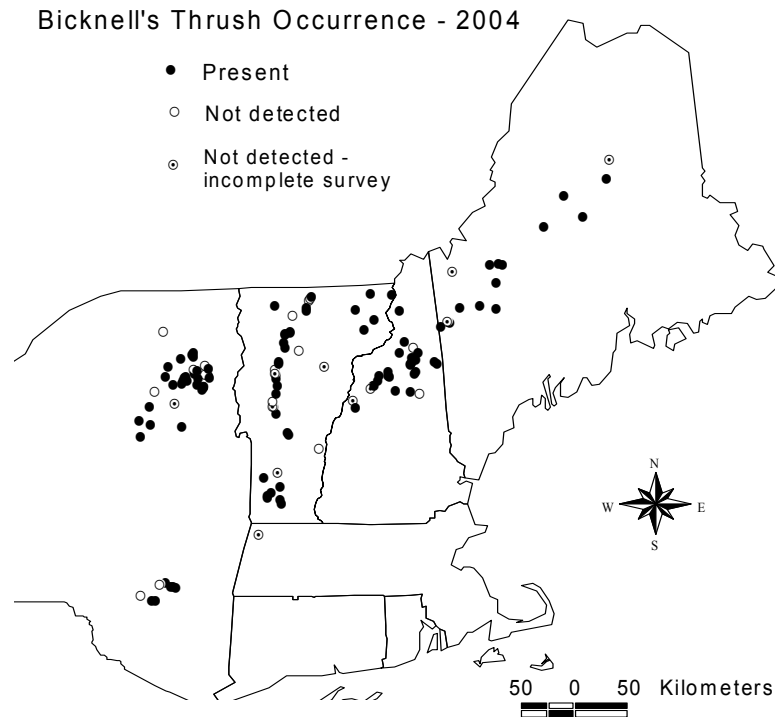 Bicknell's Thrush Occurrence - 2004
Present
Not detected
Not detected -
incomplete survey
N
W E
S
50 0 50 Kilometers